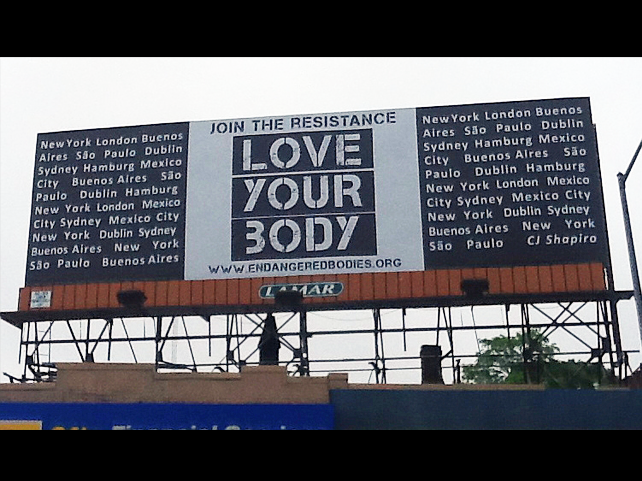 New York London Buenos
Aires São Paulo Dublin
Sydney Hamburg Mexico
City Buenos Aires São
Paulo Dublin Hamburg
New York London Mexico
City Sydney Mexico City
New York Dublin Sydney
Buenos Aires New York
São Paulo Buenos Aires
JOIN THE RESISTANCE
LOVE
YOUR
BODY
WWW.ENDANGEREDBODIES.ORG
New York London Buenos
Aires São Paulo Dublin
Sydney Hamburg Mexico
City Buenos Aires São
Paulo Dublin Hamburg
New York London Mexico
City Sydney Mexico City
New York Dublin Sydney
Buenos Aires New York
São Paulo CJ Shapiro
LAMAR
Financial